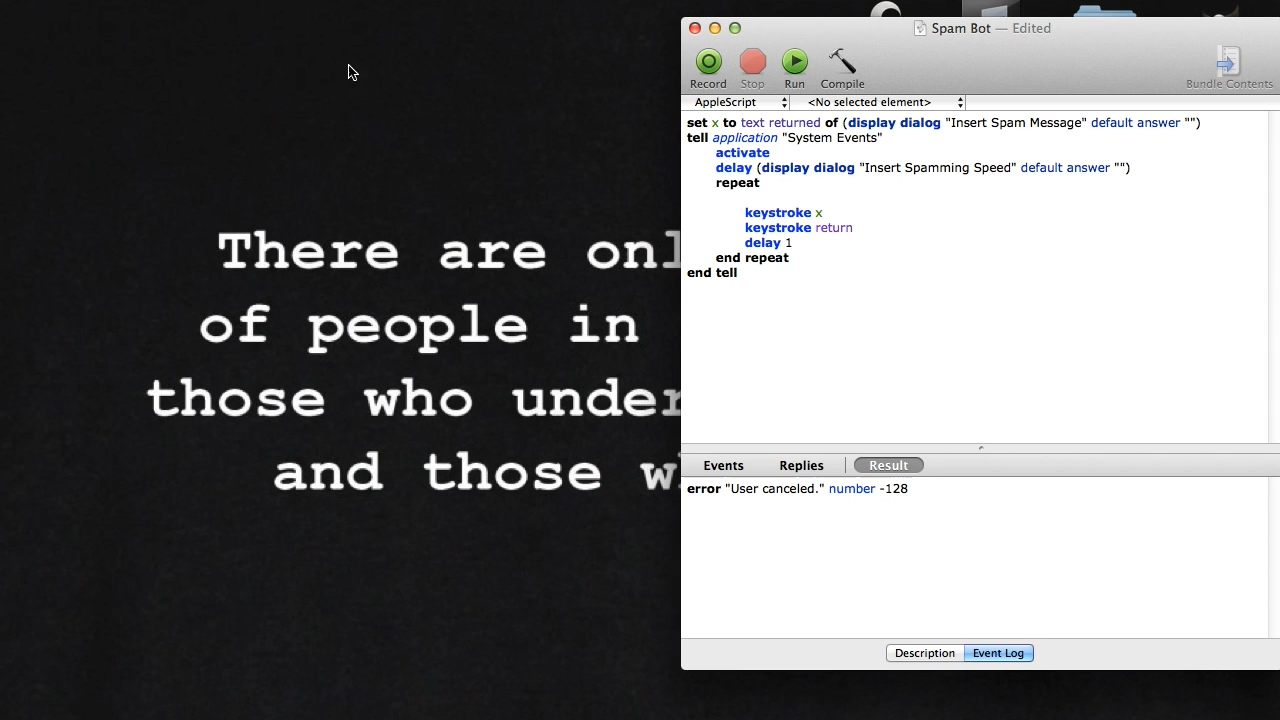 Spam Bot — Edited
Record Stop Run Compile Bundle Contents
AppleScript <No selected element>
set x to text returned of (display dialog "Insert Spam Message" default answer "")
tell application "System Events"
activate
delay (display dialog "Insert Spamming Speed" default answer "")
repeat
keystroke x
keystroke return
delay 1
end repeat
end tell
Events Replies Result
error "User canceled." number -128
Description Event Log
There are onl
of people in
those who under
and those w